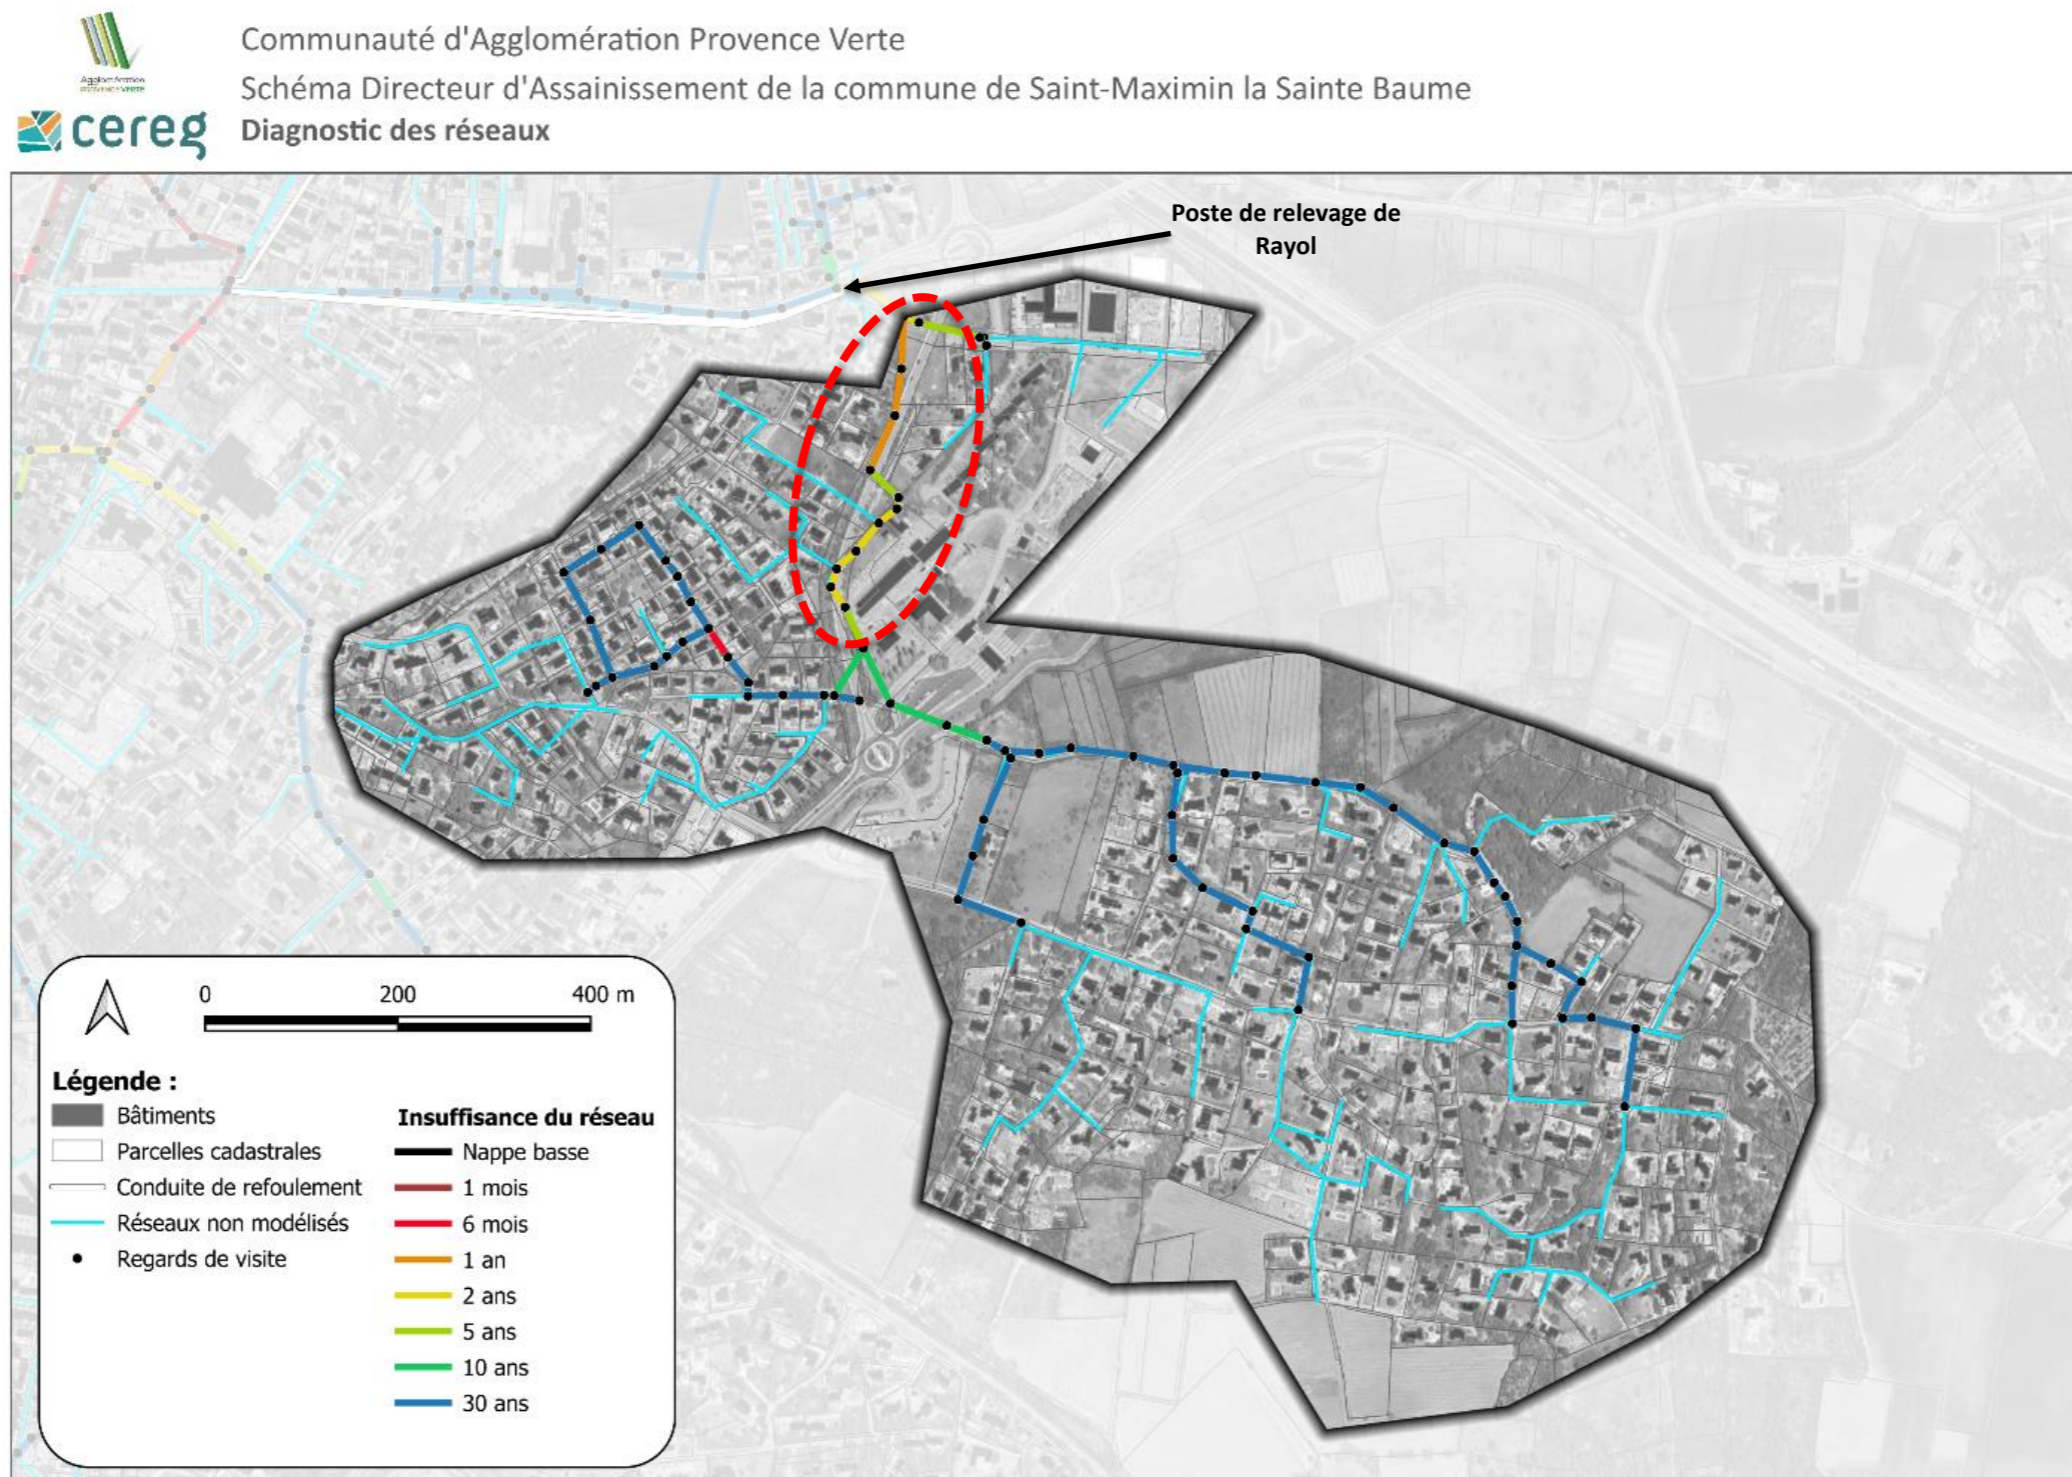 Communauté d'Agglomération Provence Verte
Schéma Directeur d'Assainissement de la commune de Saint-Maximin la Sainte Baume
Diagnostic des réseaux
Agglomération
PROVENCE VERTE
cereg
Poste de relevage de
Rayol
0 200 400 m
Légende :
Bâtiments
Parcelles cadastrales
Conduite de refoulement
Réseaux non modélisés
Regards de visite
Insuffisance du réseau
Nappe basse
1 mois
6 mois
1 an
2 ans
5 ans
10 ans
30 ans